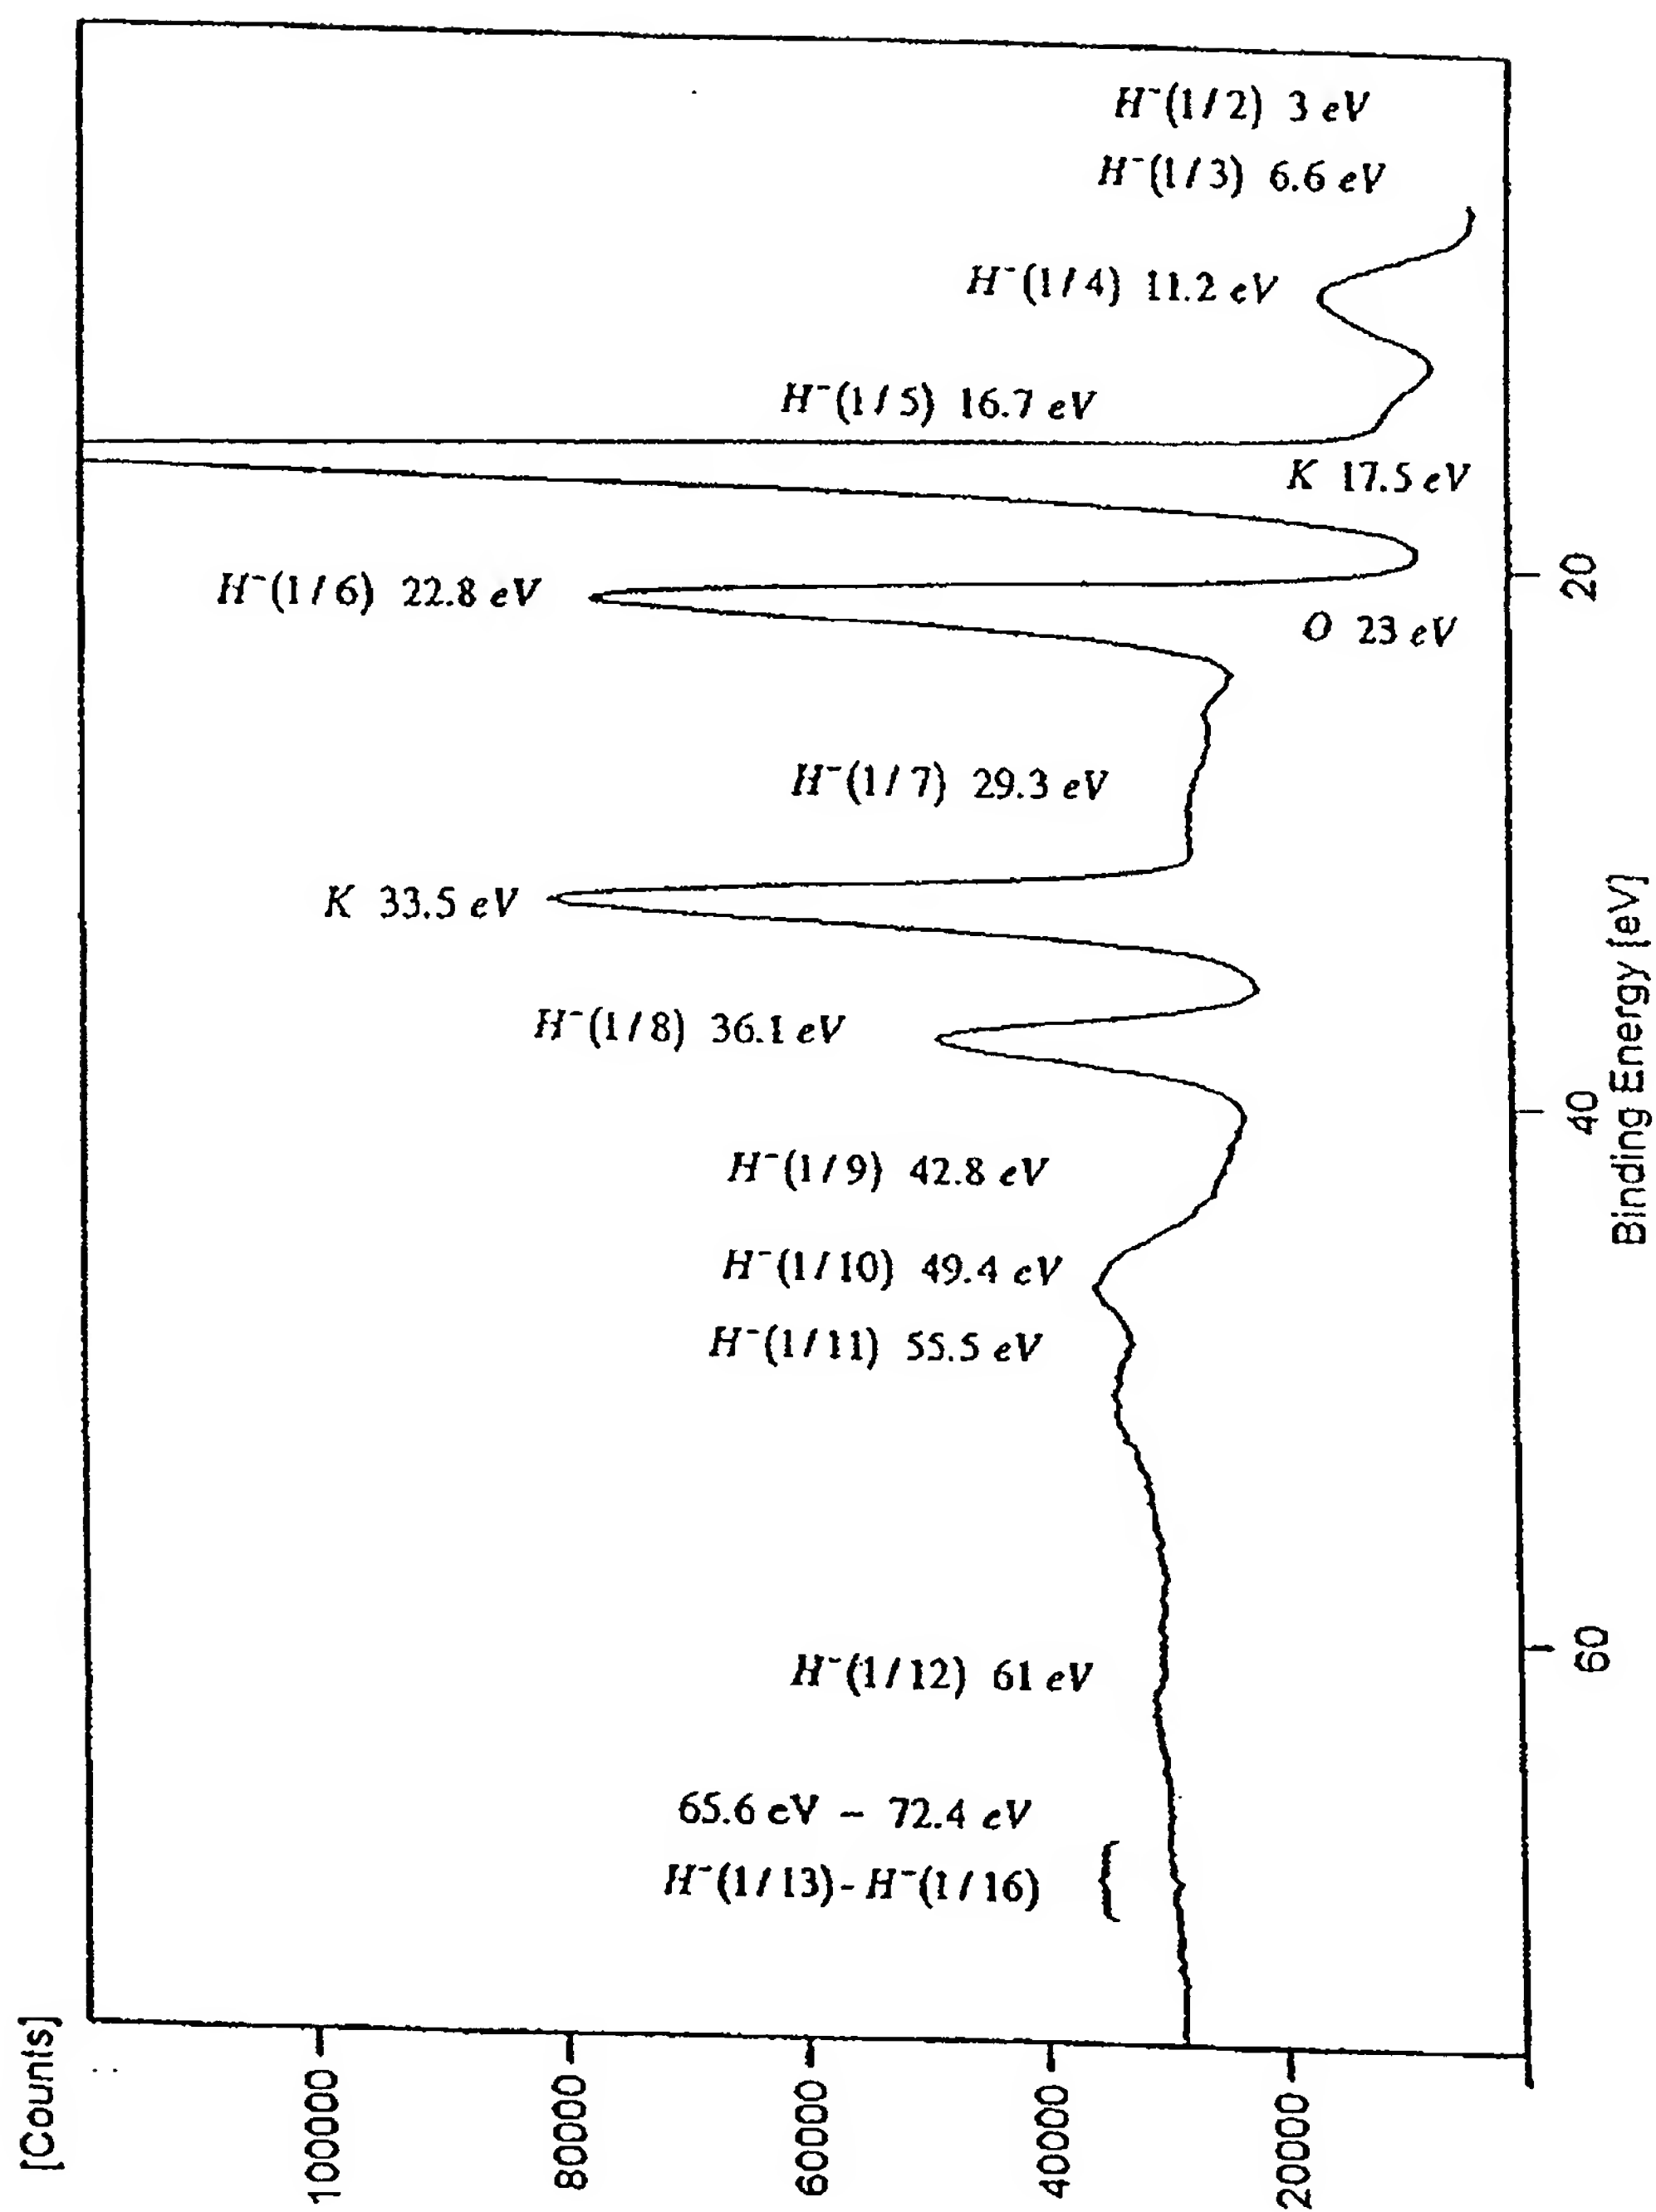 H⁻(1/2) 3 eV
H⁻(1/3) 6.6 eV
H⁻(1/4) 11.2 eV
H⁻(1/5) 16.7 eV
K 17.5 eV
H⁻(1/6) 22.8 eV
O 23 eV
H⁻(1/7) 29.3 eV
K 33.5 eV
H⁻(1/8) 36.1 eV
H⁻(1/9) 42.8 eV
H⁻(1/10) 49.4 eV
H⁻(1/11) 55.5 eV
H⁻(1/12) 61 eV
65.6 eV – 72.4 eV
H⁻(1/13)-H⁻(1/16) {
20
40
60
Binding Energy [eV]
[Counts]
100000
80000
60000
40000
20000